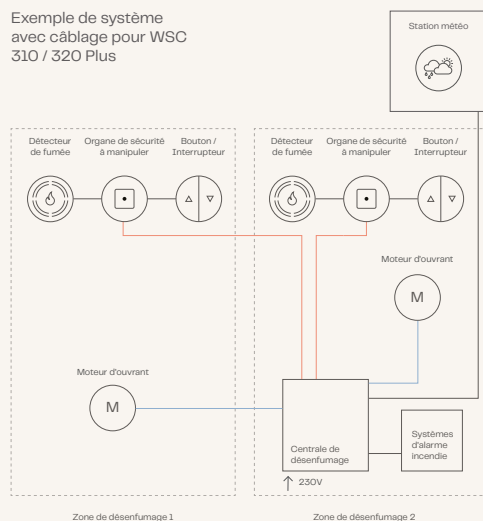 Exemple de système
avec câblage pour WSC
310 / 320 Plus
Station météo
Détecteur
de fumée
Organe de sécurité
à manipuler
Bouton /
Interrupteur
Détecteur
de fumée
Organe de sécurité
à manipuler
Bouton /
Interrupteur
Moteur d'ouvrant
M
Moteur d'ouvrant
M
Centrale de
désenfumage
Systèmes
d'alarme
incendie
230V
Zone de désenfumage 1
Zone de désenfumage 2